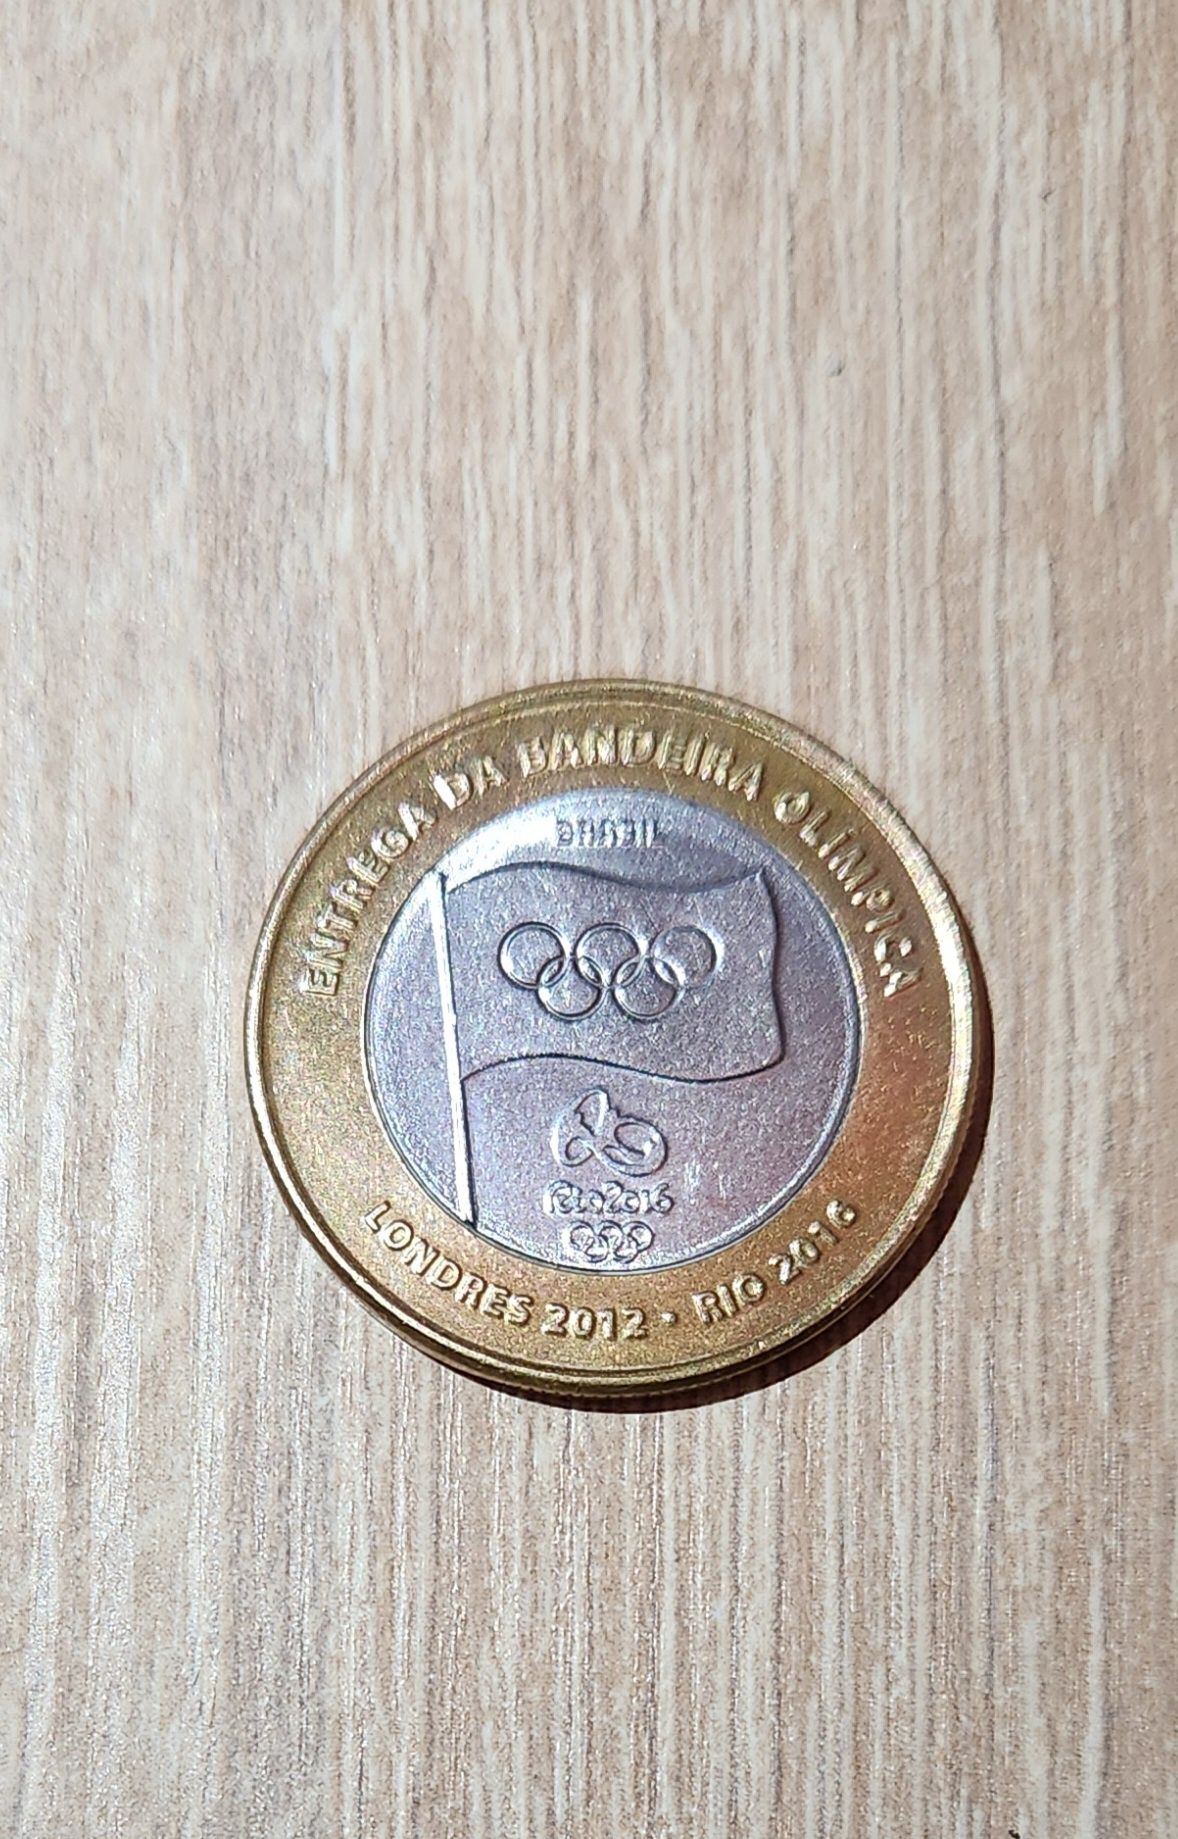 ENTREGA DA BANDEIRA OLÍMPICA
BRASIL
Rio2016
LONDRES 2012 • RIO 2016